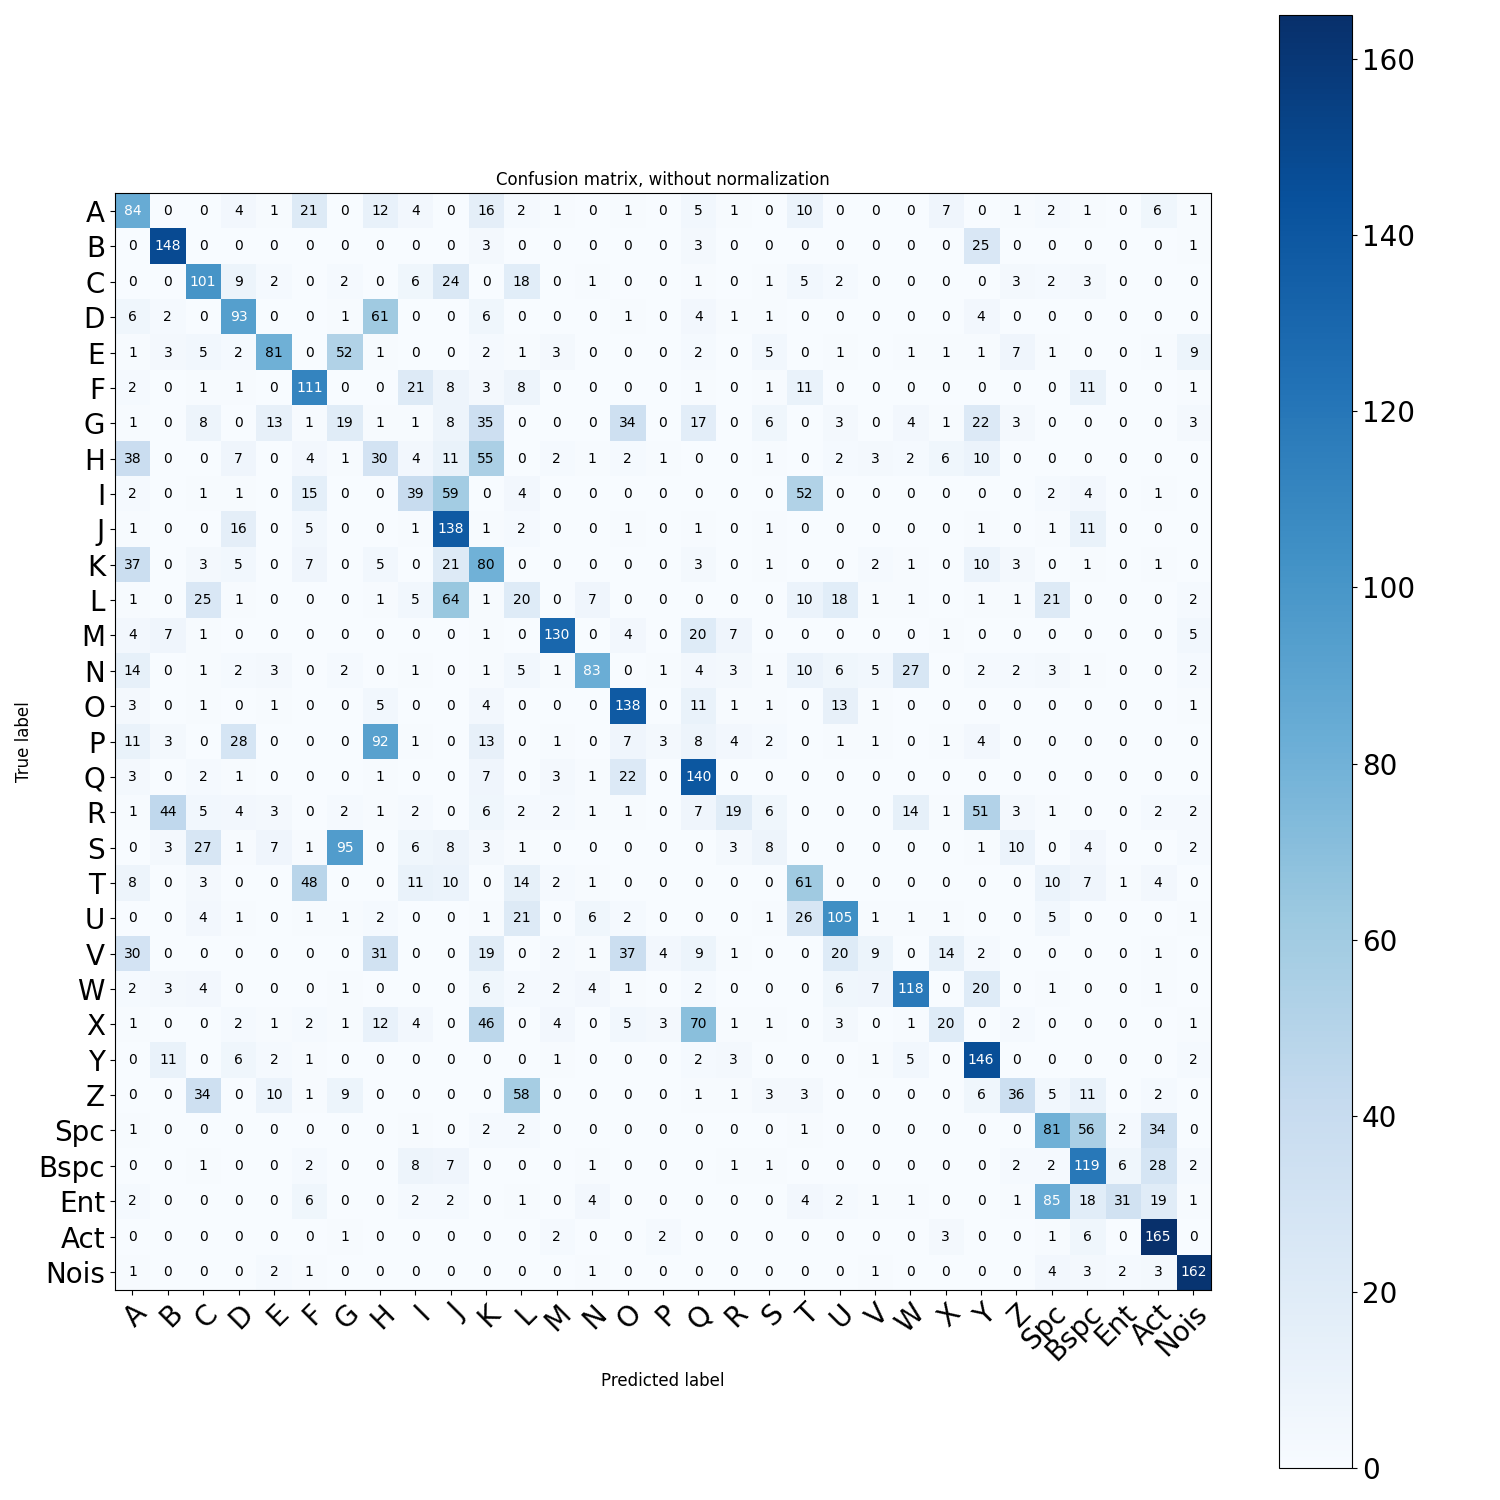 Confusion matrix, without normalization
A 84 0 0 4 1 21 0 12 4 0 16 2 1 0 1 0 5 1 0 10 0 0 0 7 0 1 2 1 0 6 1
B 0 148 0 0 0 0 0 0 0 0 3 0 0 0 0 0 3 0 0 0 0 0 0 0 25 0 0 0 0 0 1
C 0 0 101 9 2 0 2 0 6 24 0 18 0 1 0 0 1 0 1 5 2 0 0 0 0 3 2 3 0 0 0
D 6 2 0 93 0 0 1 61 0 0 6 0 0 0 1 0 4 1 1 0 0 0 0 0 4 0 0 0 0 0 0
E 1 3 5 2 81 0 52 1 0 0 2 1 3 0 0 0 2 0 5 0 1 0 1 1 1 7 1 0 0 1 9
F 2 0 1 1 0 111 0 0 21 8 3 8 0 0 0 0 1 0 1 11 0 0 0 0 0 0 0 11 0 0 1
G 1 0 8 0 13 1 19 1 1 8 35 0 0 0 34 0 17 0 6 0 3 0 4 1 22 3 0 0 0 0 3
H 38 0 0 7 0 4 1 30 4 11 55 0 2 1 2 1 0 0 1 0 2 3 2 6 10 0 0 0 0 0 0
I 2 0 1 1 0 15 0 0 39 59 0 4 0 0 0 0 0 0 0 52 0 0 0 0 0 0 2 4 0 1 0
J 1 0 0 16 0 5 0 0 1 138 1 2 0 0 1 0 1 0 1 0 0 0 0 0 1 0 1 11 0 0 0
K 37 0 3 5 0 7 0 5 0 21 80 0 0 0 0 0 3 0 1 0 0 2 1 0 10 3 0 1 0 1 0
L 1 0 25 1 0 0 0 1 5 64 1 20 0 7 0 0 0 0 0 10 18 1 1 0 1 1 21 0 0 0 2
M 4 7 1 0 0 0 0 0 0 0 1 0 130 0 4 0 20 7 0 0 0 0 0 1 0 0 0 0 0 0 5
N 14 0 1 2 3 0 2 0 1 0 1 5 1 83 0 1 4 3 1 10 6 5 27 0 2 2 3 1 0 0 2
O 3 0 1 0 1 0 0 5 0 0 4 0 0 0 138 0 11 1 1 0 13 1 0 0 0 0 0 0 0 0 1
P 11 3 0 28 0 0 0 92 1 0 13 0 1 0 7 3 8 4 2 0 1 1 0 1 4 0 0 0 0 0 0
Q 3 0 2 1 0 0 0 1 0 0 7 0 3 1 22 0 140 0 0 0 0 0 0 0 0 0 0 0 0 0 0
R 1 44 5 4 3 0 2 1 2 0 6 2 2 1 1 0 7 19 6 0 0 0 14 1 51 3 1 0 0 2 2
S 0 3 27 1 7 1 95 0 6 8 3 1 0 0 0 0 0 3 8 0 0 0 0 0 1 10 0 4 0 0 2
T 8 0 3 0 0 48 0 0 11 10 0 14 2 1 0 0 0 0 0 61 0 0 0 0 0 0 10 7 1 4 0
U 0 0 4 1 0 1 1 2 0 0 1 21 0 6 2 0 0 0 1 26 105 1 1 1 0 0 5 0 0 0 1
V 30 0 0 0 0 0 0 31 0 0 19 0 2 1 37 4 9 1 0 0 20 9 0 14 2 0 0 0 0 1 0
W 2 3 4 0 0 0 1 0 0 0 6 2 2 4 1 0 2 0 0 0 6 7 118 0 20 0 1 0 0 1 0
X 1 0 0 2 1 2 1 12 4 0 46 0 4 0 5 3 70 1 1 0 3 0 1 20 0 2 0 0 0 0 1
Y 0 11 0 6 2 1 0 0 0 0 0 0 1 0 0 0 2 3 0 0 0 1 5 0 146 0 0 0 0 0 2
Z 0 0 34 0 10 1 9 0 0 0 0 58 0 0 0 0 1 1 3 3 0 0 0 0 6 36 5 11 0 2 0
Spc 1 0 0 0 0 0 0 0 1 0 2 2 0 0 0 0 0 0 0 1 0 0 0 0 0 0 81 56 2 34 0
Bspc 0 0 1 0 0 2 0 0 8 7 0 0 0 1 0 0 0 1 1 0 0 0 0 0 0 2 2 119 6 28 2
Ent 2 0 0 0 0 6 0 0 2 2 0 1 0 4 0 0 0 0 0 4 2 1 1 0 0 1 85 18 31 19 1
Act 0 0 0 0 0 0 1 0 0 0 0 0 2 0 0 2 0 0 0 0 0 0 0 3 0 0 1 6 0 165 0
Nois 1 0 0 0 2 1 0 0 0 0 0 0 0 1 0 0 0 0 0 0 0 1 0 0 0 0 4 3 2 3 162
A B C D E F G H I J K L M N O P Q R S T U V W X Y Z Spc Bspc Ent Act Nois
Predicted label
True label
160
140
120
100
80
60
40
20
0